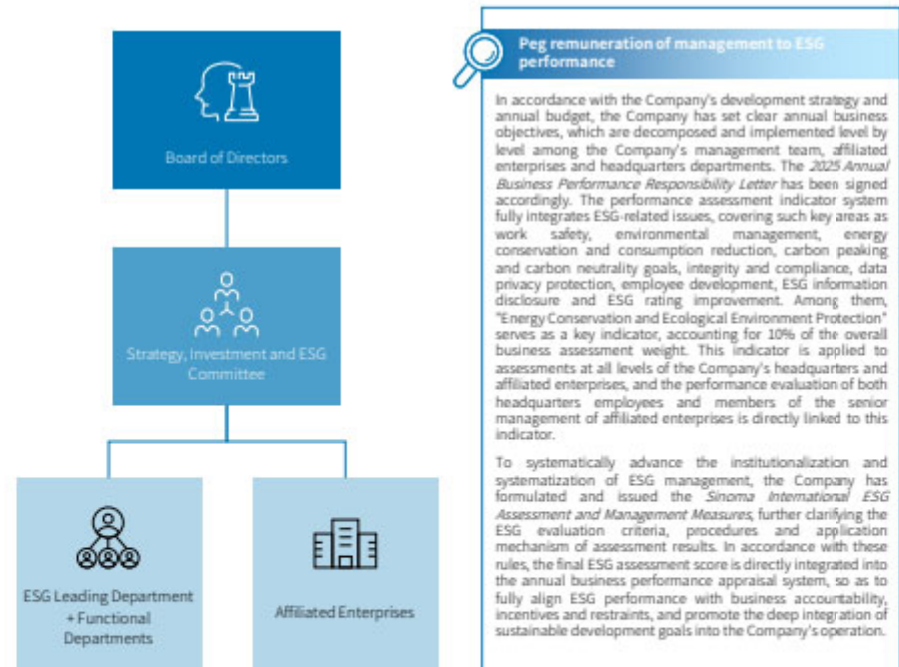 Board of Directors
Strategy, Investment and ESG
Committee
ESG Leading Department
+ Functional
Departments
Affiliated Enterprises
Peg remuneration of management to ESG
performance
In accordance with the Company's development strategy and
annual budget, the Company has set clear annual business
objectives, which are decomposed and implemented level by
level among the Company's management team, affiliated
enterprises and headquarters departments. The 2025 Annual
Business Performance Responsibility Letter has been signed
accordingly. The performance assessment indicator system
fully integrates ESG-related issues, covering such key areas as
work safety, environmental management, energy
conservation and consumption reduction, carbon peaking
and carbon neutrality goals, integrity and compliance, data
privacy protection, employee development, ESG information
disclosure and ESG rating improvement. Among them,
"Energy Conservation and Ecological Environment Protection"
serves as a key indicator, accounting for 10% of the overall
business assessment weight. This indicator is applied to
assessments at all levels of the Company's headquarters and
affiliated enterprises, and the performance evaluation of both
headquarters employees and members of the senior
management of affiliated enterprises is directly linked to this
indicator.
To systematically advance the institutionalization and
systematization of ESG management, the Company has
formulated and issued the Sinoma International ESG
Assessment and Management Measures, further clarifying the
ESG evaluation criteria, procedures and application
mechanism of assessment results. In accordance with these
rules, the final ESG assessment score is directly integrated into
the annual business performance appraisal system, so as to
fully align ESG performance with business accountability,
incentives and restraints, and promote the deep integration of
sustainable development goals into the Company's operation.